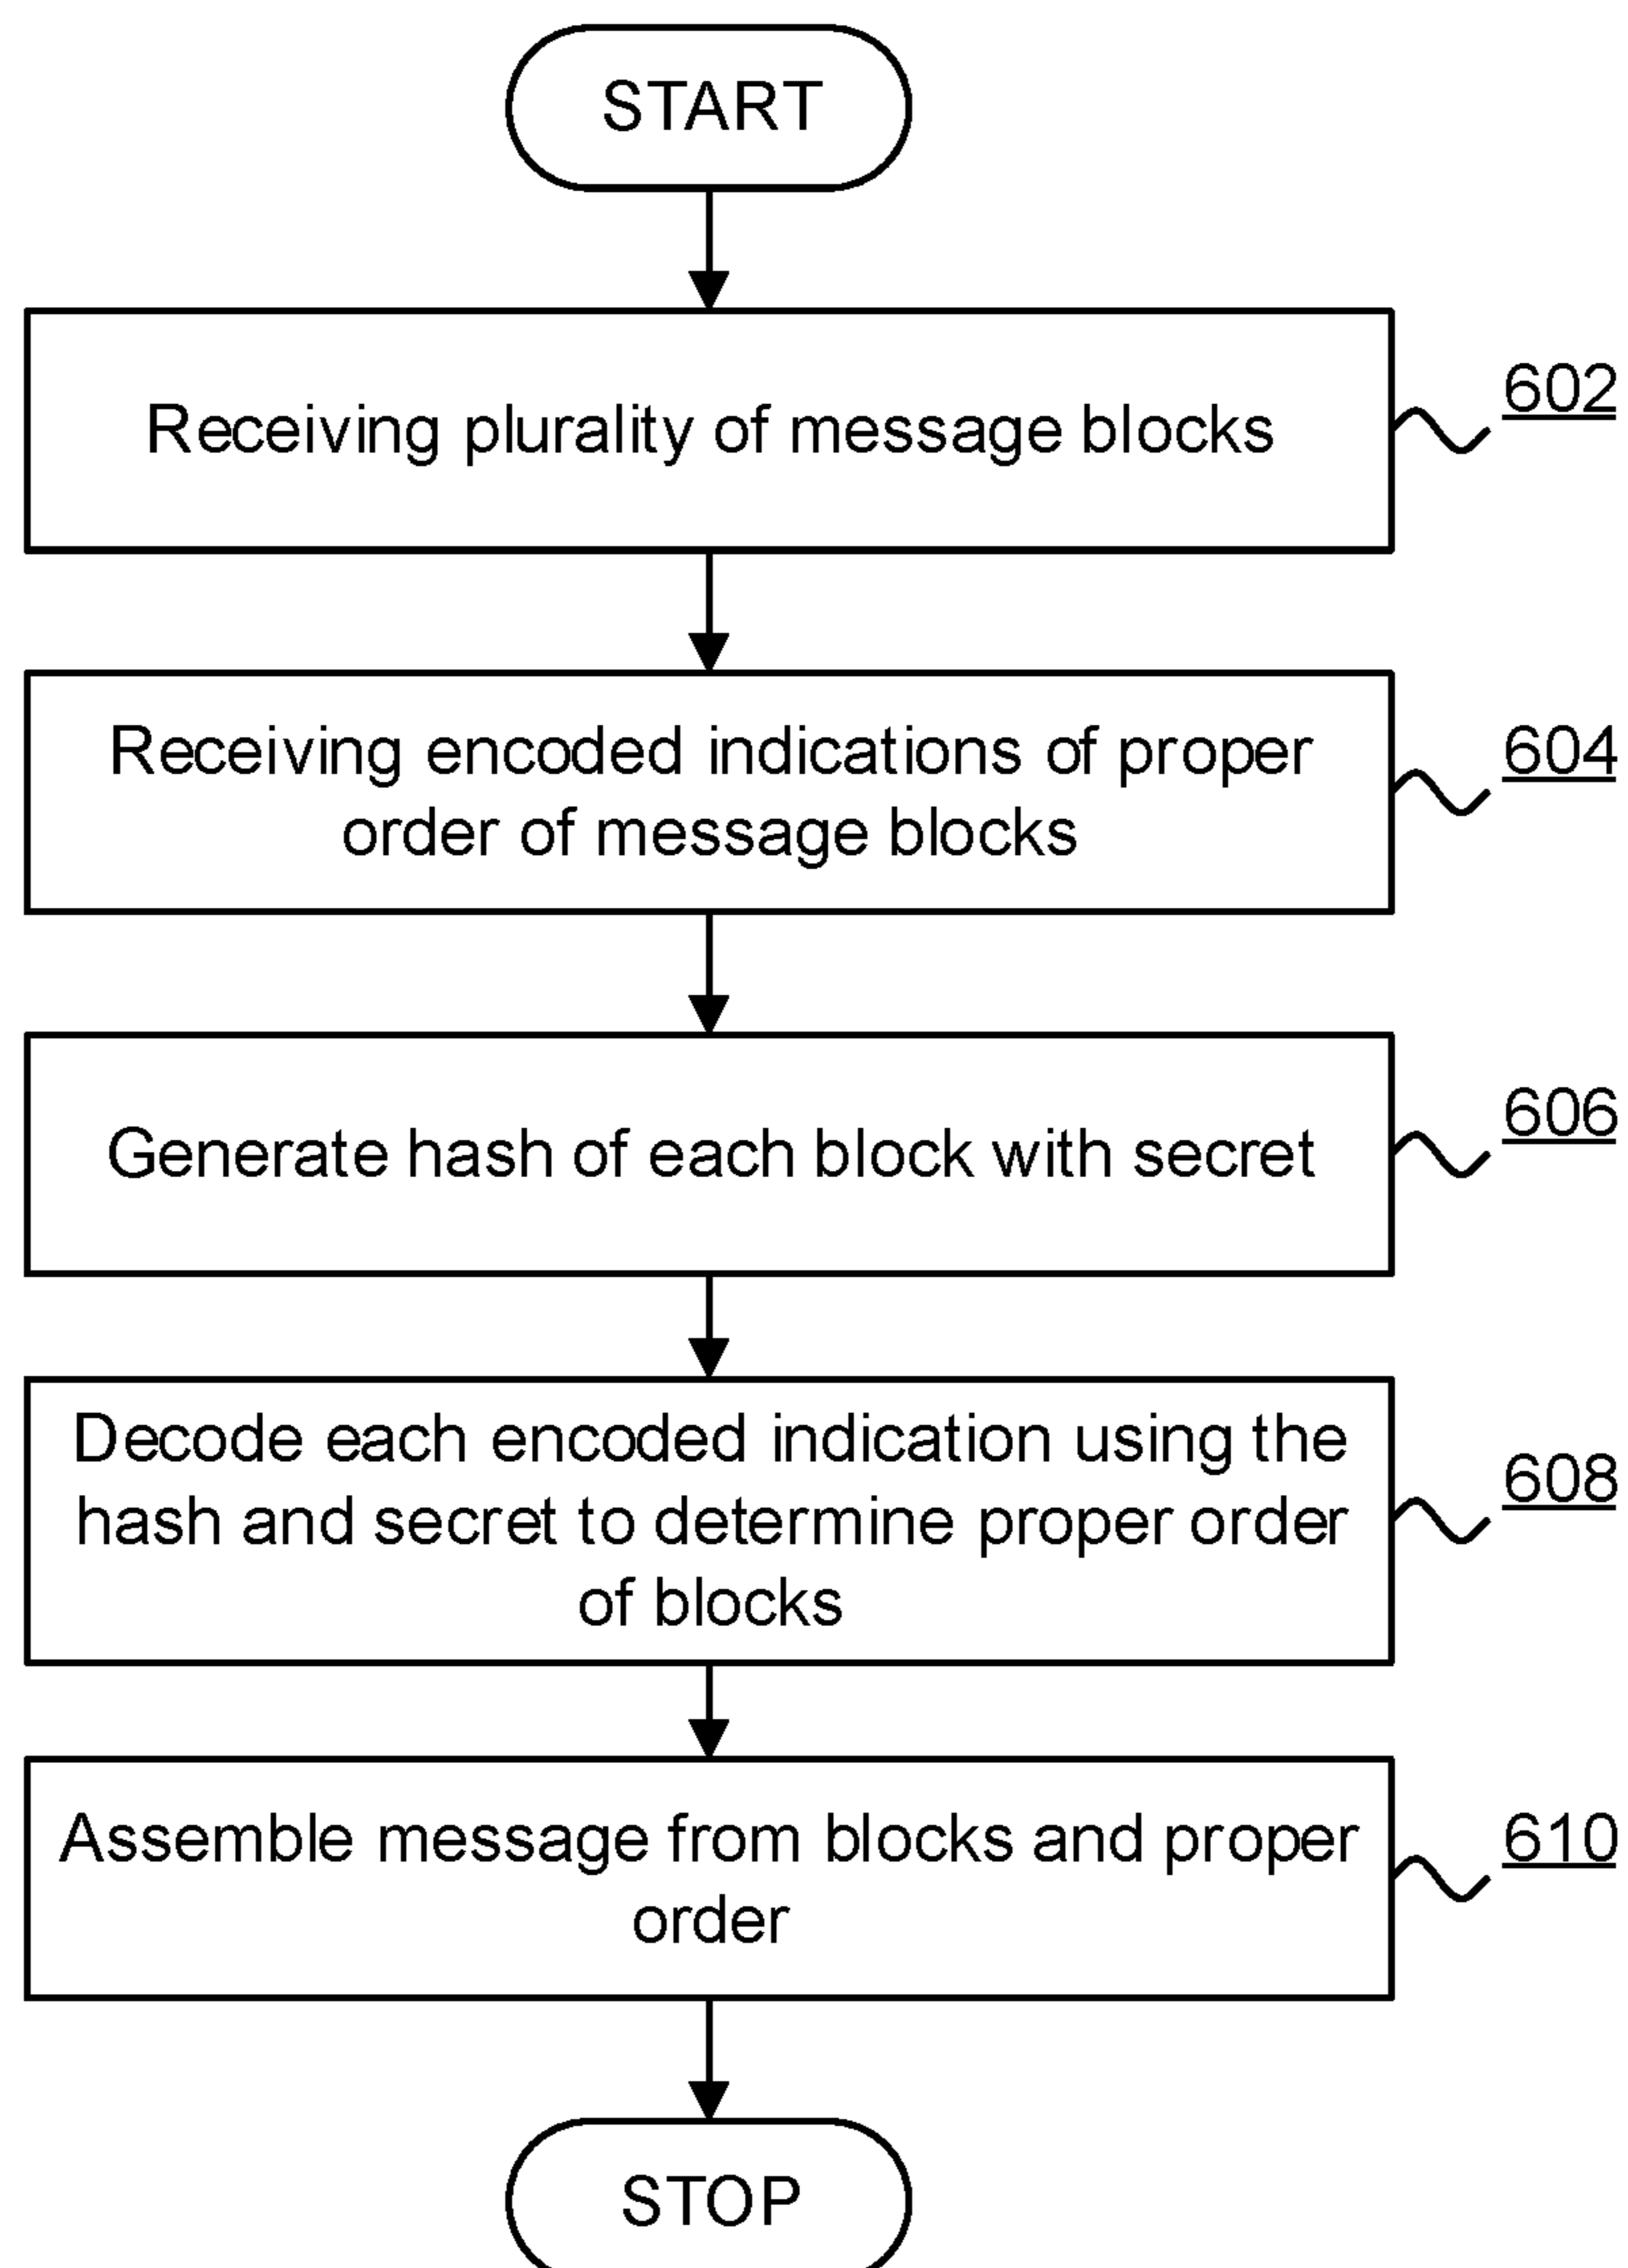 START
Receiving plurality of message blocks
602
Receiving encoded indications of proper
order of message blocks
604
Generate hash of each block with secret
606
Decode each encoded indication using the
hash and secret to determine proper order
of blocks
608
Assemble message from blocks and proper
order
610
STOP